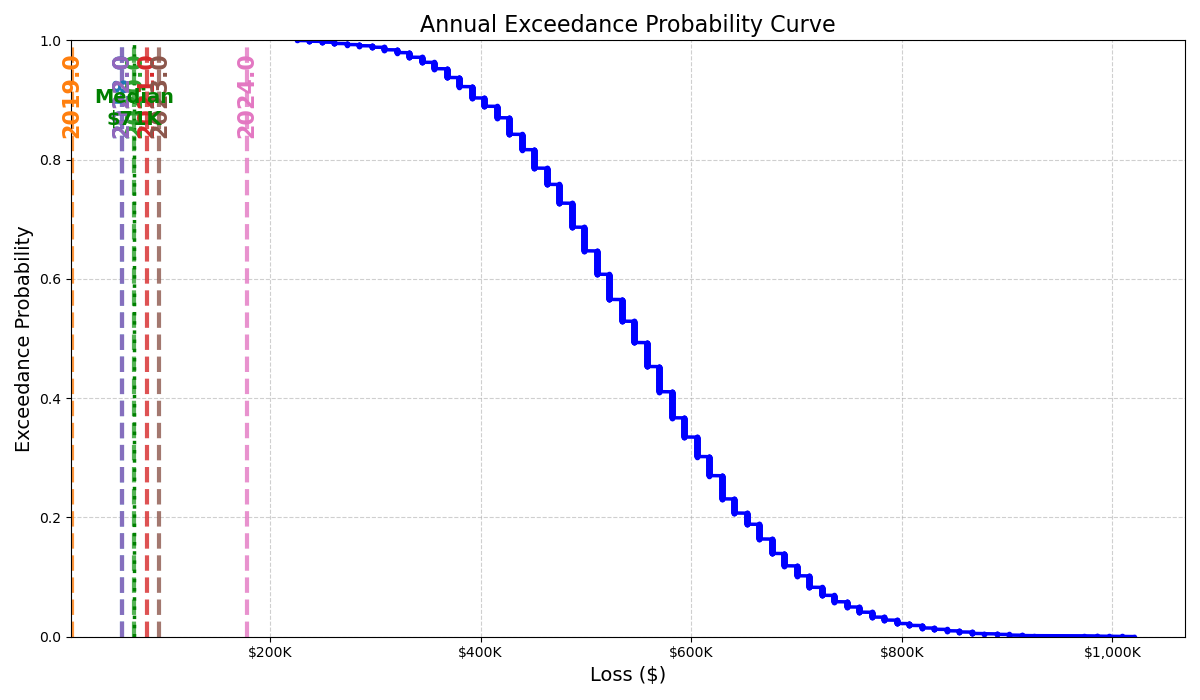 Annual Exceedance Probability Curve
Exceedance Probability
1.0
0.8
0.6
0.4
0.2
0.0
2019.0
Median
$71K
2024.0
$200K
$400K
$600K
$800K
$1,000K
Loss ($)